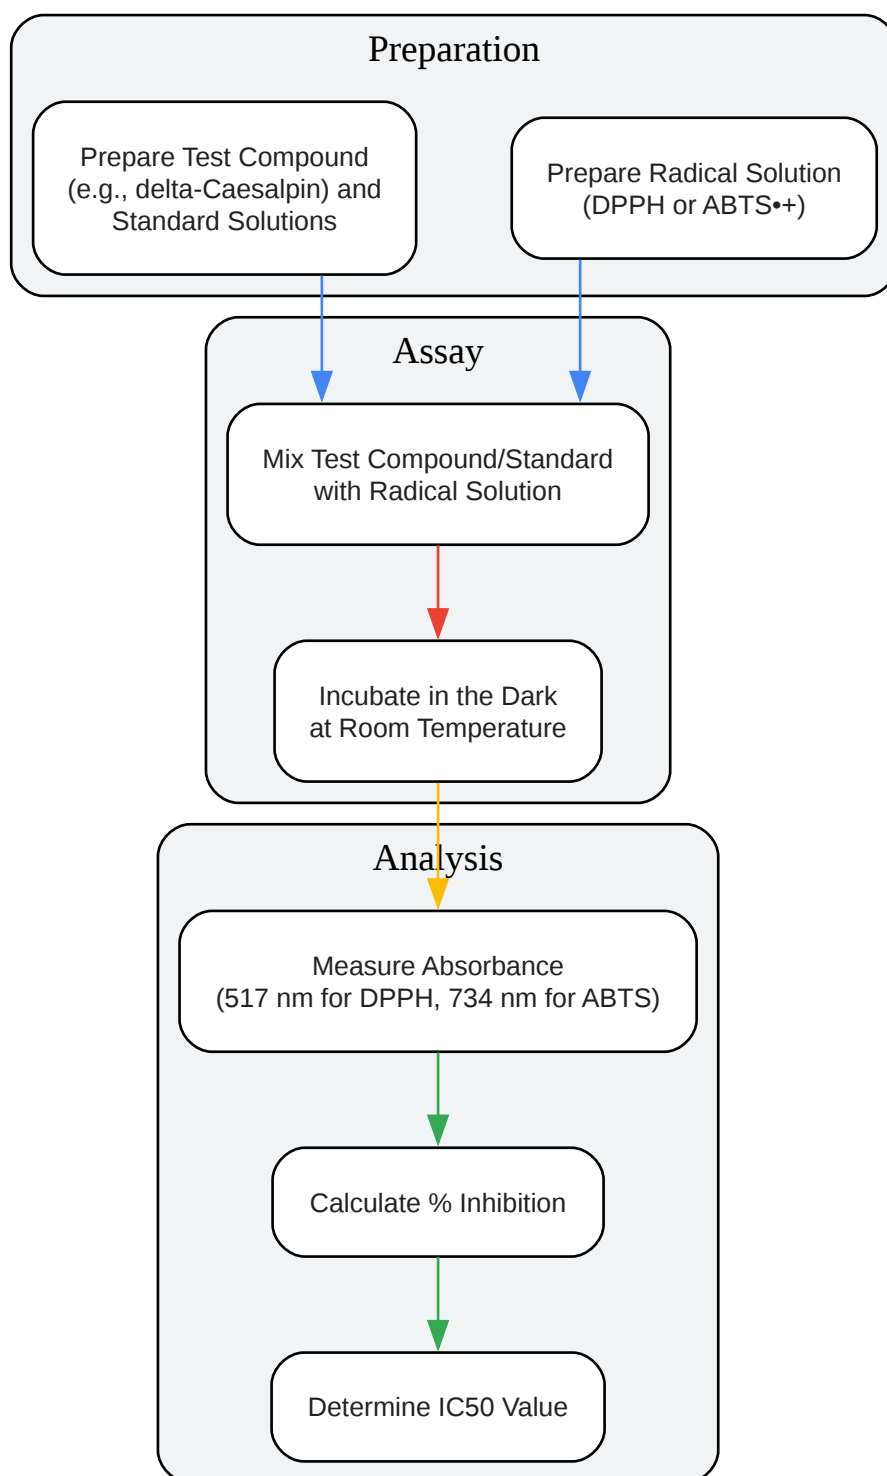 Preparation
Prepare Test Compound
(e.g., delta-Caesalpin) and
Standard Solutions
Prepare Radical Solution
(DPPH or ABTS•+)
Assay
Mix Test Compound/Standard
with Radical Solution
Incubate in the Dark
at Room Temperature
Analysis
Measure Absorbance
(517 nm for DPPH, 734 nm for ABTS)
Calculate % Inhibition
Determine IC50 Value